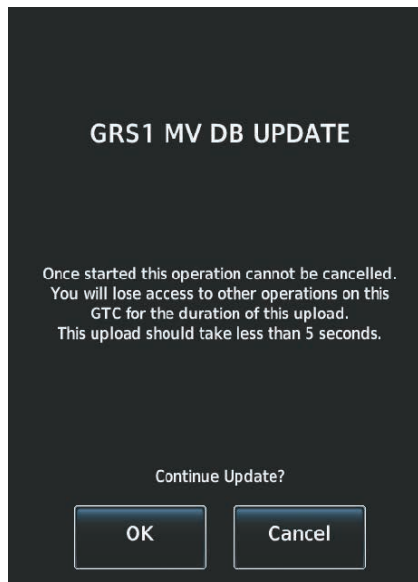 GRS1 MV DB UPDATE
Once started this operation cannot be cancelled.
You will lose access to other operations on this
GTC for the duration of this upload.
This upload should take less than 5 seconds.
Continue Update?
OK
Cancel